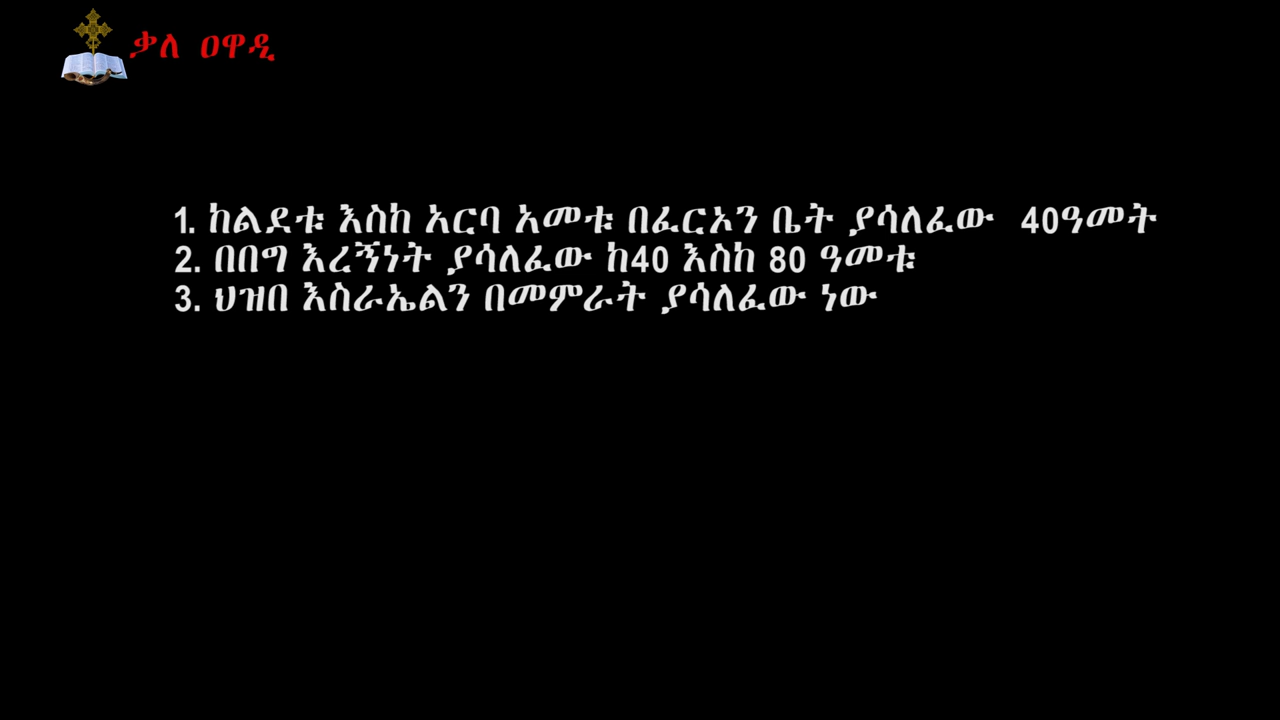 ቃለ ዐዋዲ
1. ከልደቱ እስከ አርባ አመቱ በፈርኦን ቤት ያሳለፈው 40ዓመት
2. በበግ እረኝነት ያሳለፈው ከ40 እስከ 80 ዓመቱ
3. ህዝበ እስራኤልን በመምራት ያሳለፈው ነው